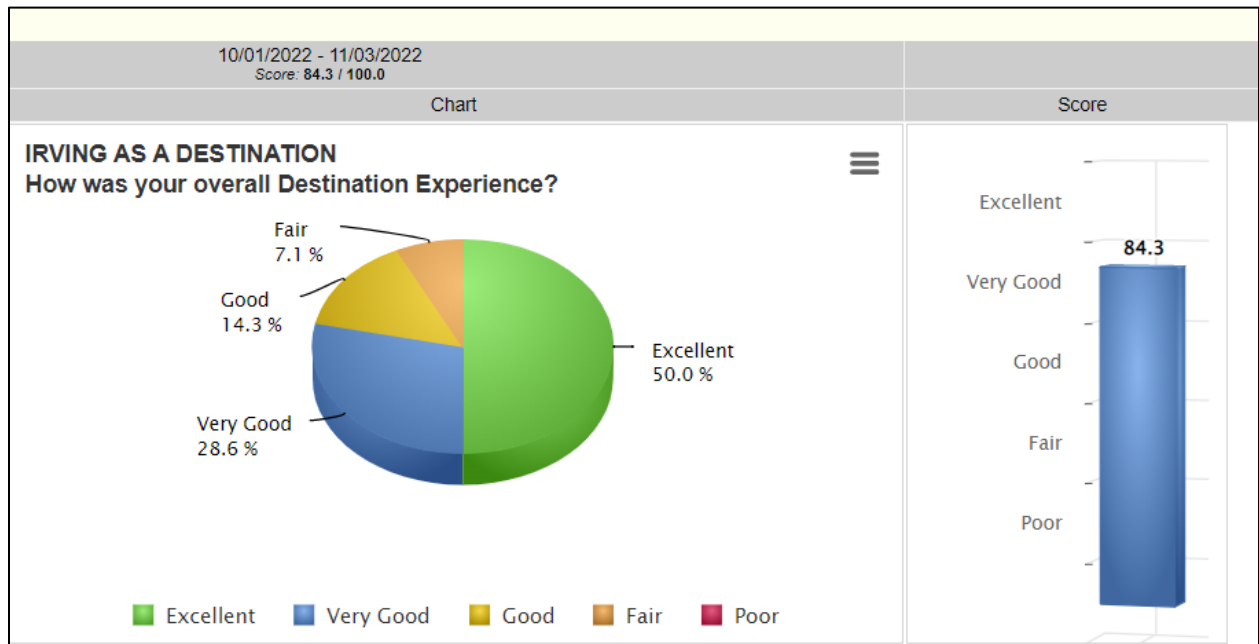 10/01/2022 - 11/03/2022
Score: 84.3 / 100.0
Chart
Score
IRVING AS A DESTINATION
How was your overall Destination Experience?
Fair
7.1 %
Good
14.3 %
Very Good
28.6 %
Excellent
50.0 %
Excellent
Very Good
Good
Fair
Poor
84.3
Excellent
Very Good
Good
Fair
Poor